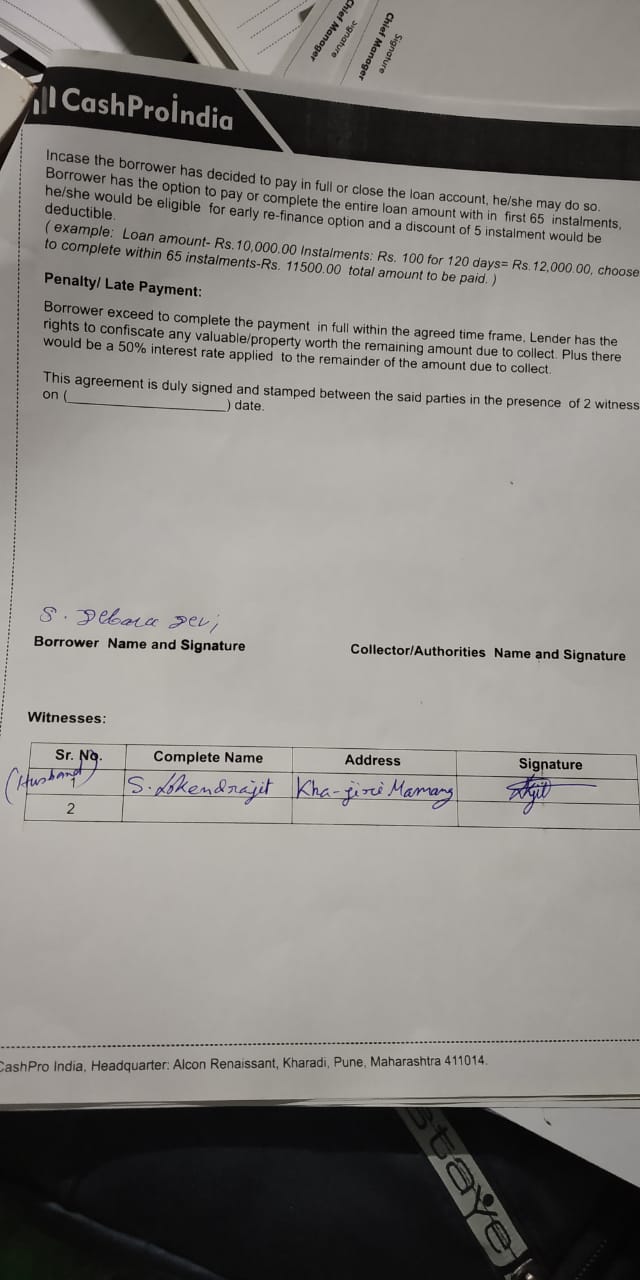 Signature
Chief Manager
Signature
Chief Manager
CashProIndia
Incase the borrower has decided to pay in full or close the loan account, he/she may do so.
Borrower has the option to pay or complete the entire loan amount with in first 65 instalments,
he/she would be eligible for early re-finance option and a discount of 5 instalment would be
deductible.
( example: Loan amount- Rs.10,000.00 Instalments: Rs. 100 for 120 days= Rs.12,000.00, choose
to complete within 65 instalments-Rs. 11500.00 total amount to be paid. )
Penalty/ Late Payment:
Borrower exceed to complete the payment in full within the agreed time frame, Lender has the
rights to confiscate any valuable/property worth the remaining amount due to collect. Plus there
would be a 50% interest rate applied to the remainder of the amount due to collect.
This agreement is duly signed and stamped between the said parties in the presence of 2 witness
on (____________________) date.
S. Devi
Borrower Name and Signature
Collector/Authorities Name and Signature
Witnesses:
Sr. No. Complete Name Address Signature
(Husband) 1 S. Lokendrajit Kha-jiri Mamang
2
CashPro India, Headquarter: Alcon Renaissant, Kharadi, Pune, Maharashtra 411014.
staye